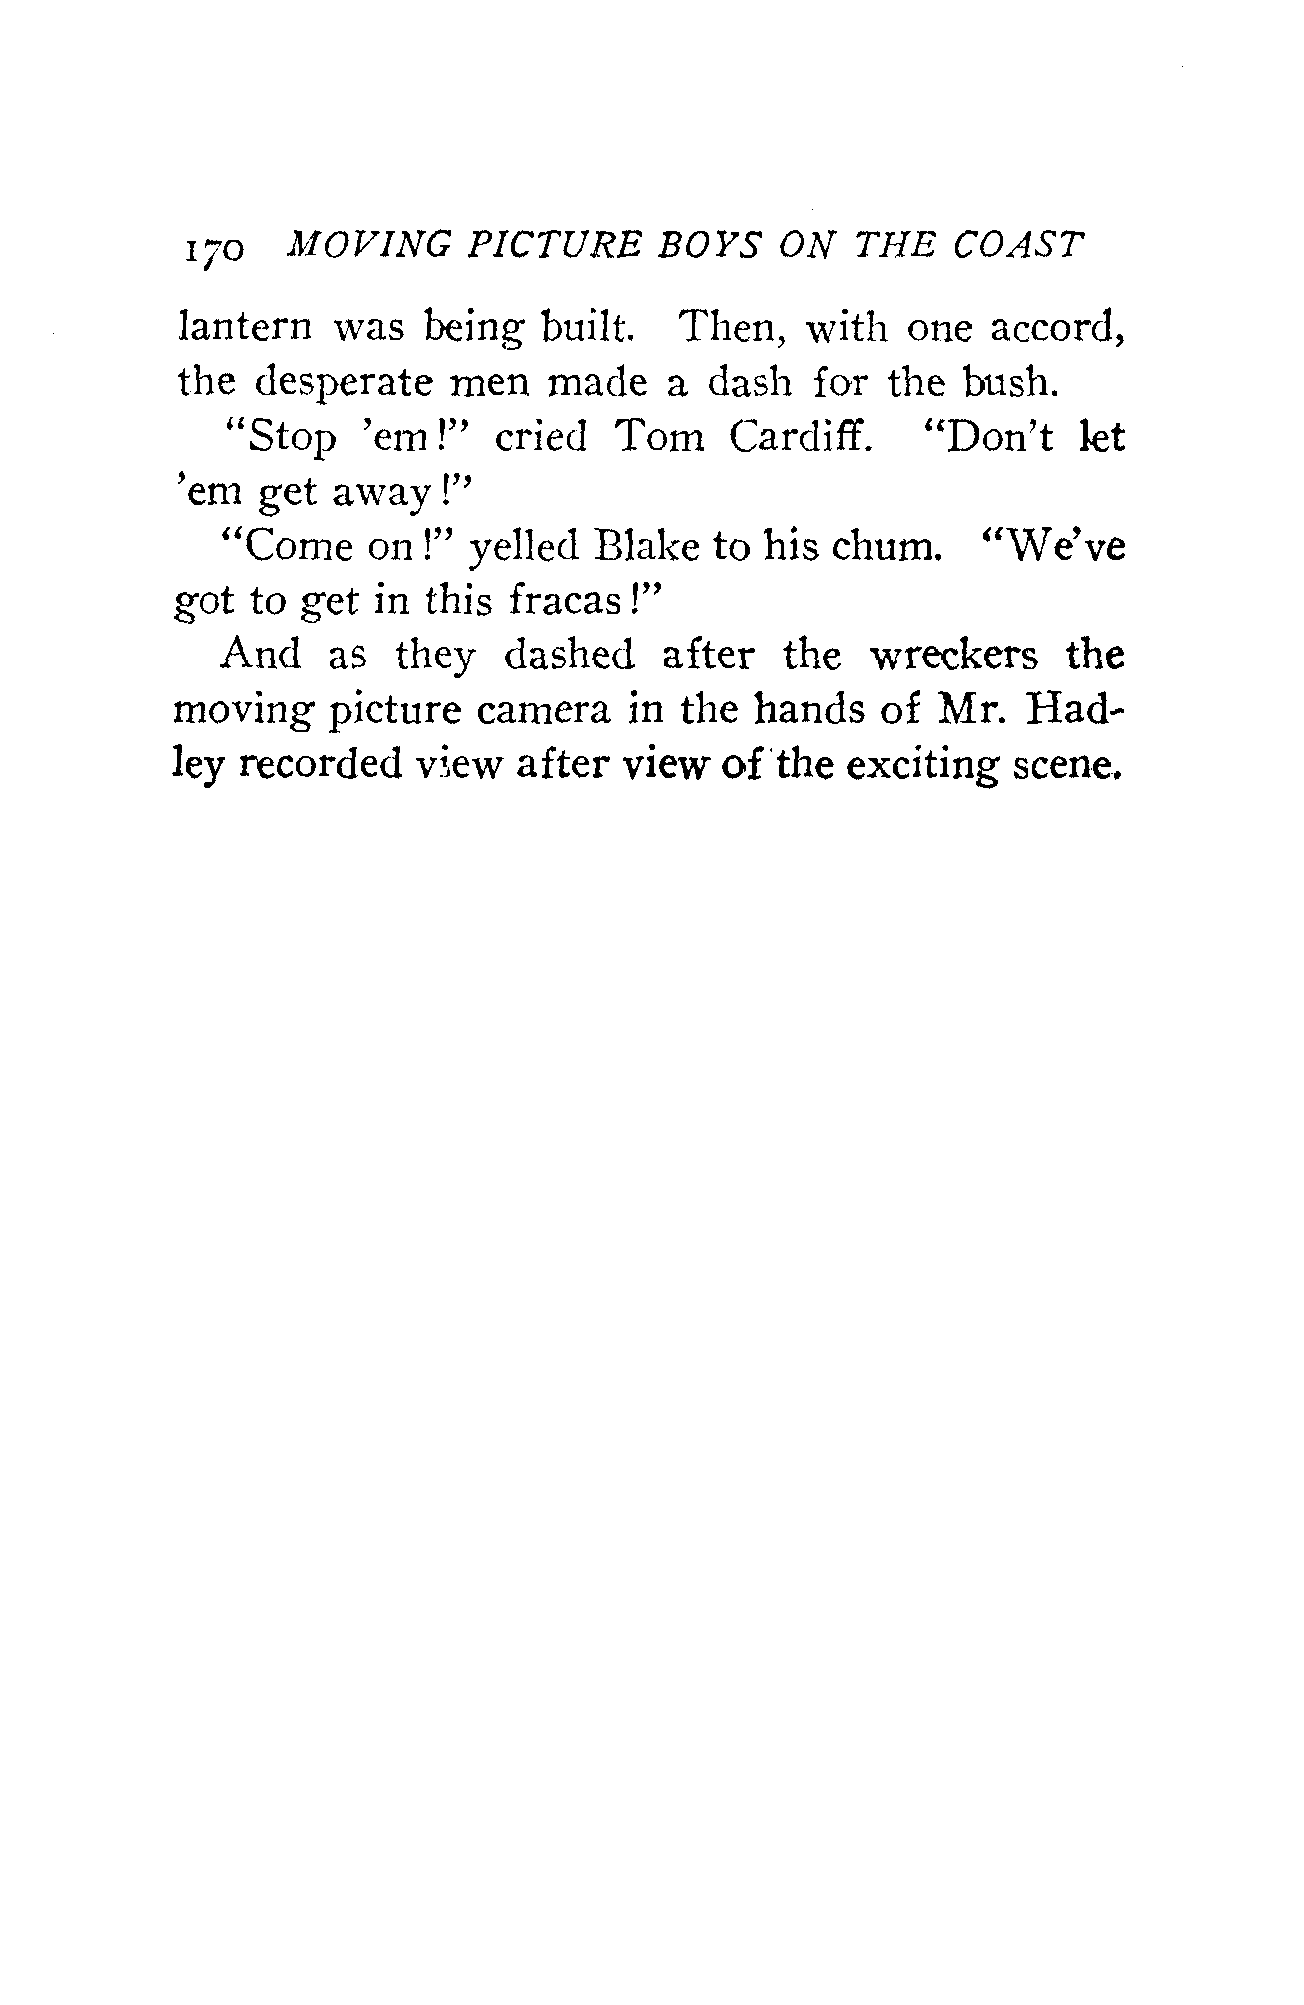 170 MOVING PICTURE BOYS ON THE COAST
lantern was being built. Then, with one accord,
the desperate men made a dash for the bush.
“Stop ’em!” cried Tom Cardiff. “Don’t let
’em get away!”
“Come on!” yelled Blake to his chum. “We’ve
got to get in this fracas!”
And as they dashed after the wreckers the
moving picture camera in the hands of Mr. Had-
ley recorded view after view of the exciting scene.